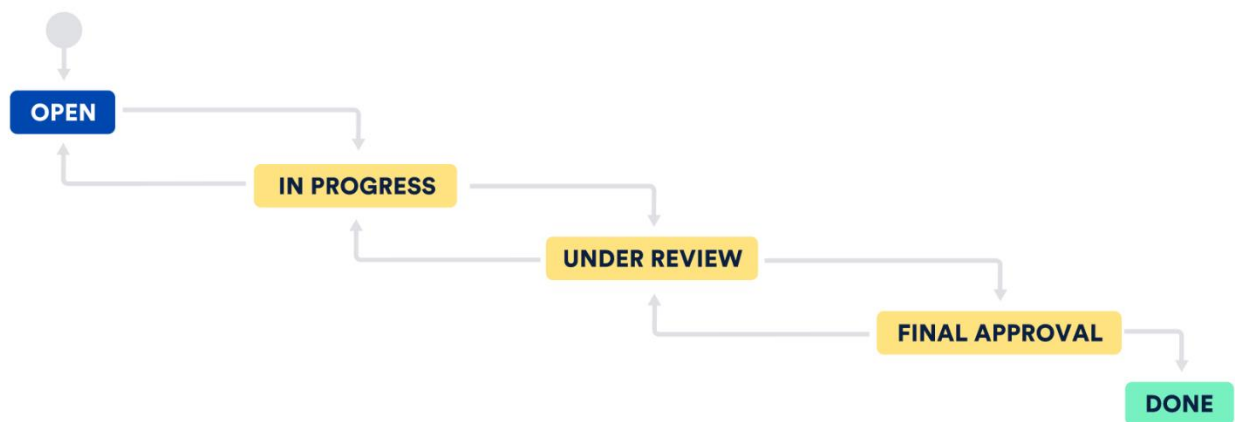 OPEN
IN PROGRESS
UNDER REVIEW
FINAL APPROVAL
DONE